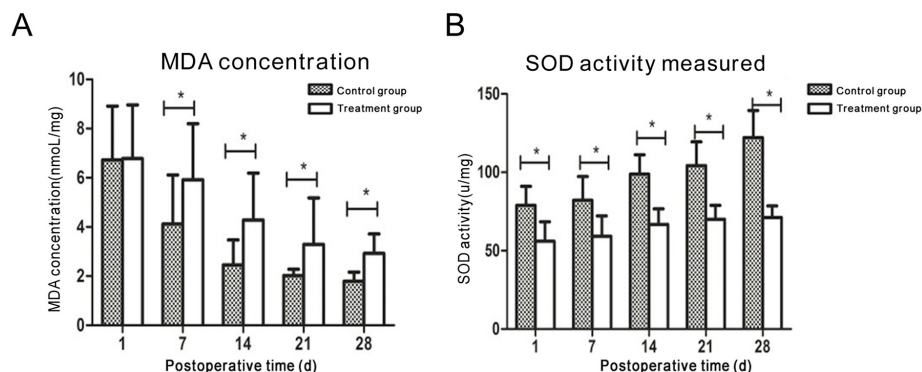 A
MDA concentration
Control group
Treatment group
MDA concentration(nmoL/mg)
10
8
6
4
2
0
*
*
*
*
1 7 14 21 28
Postoperative time (d)
B
SOD activity measured
Control group
Treatment group
SOD activity(u/mg)
150
100
50
0
*
*
*
*
*
1 7 14 21 28
Postoperative time (d)